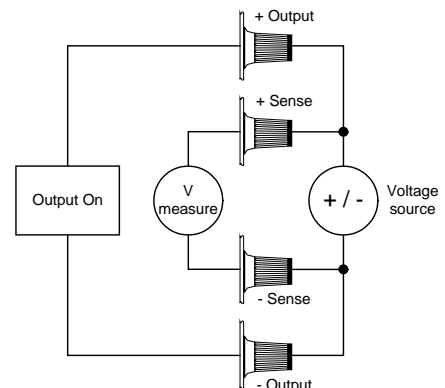 + Output
+ Sense
Output On
V
measure
+ / -
Voltage
source
- Sense
- Output